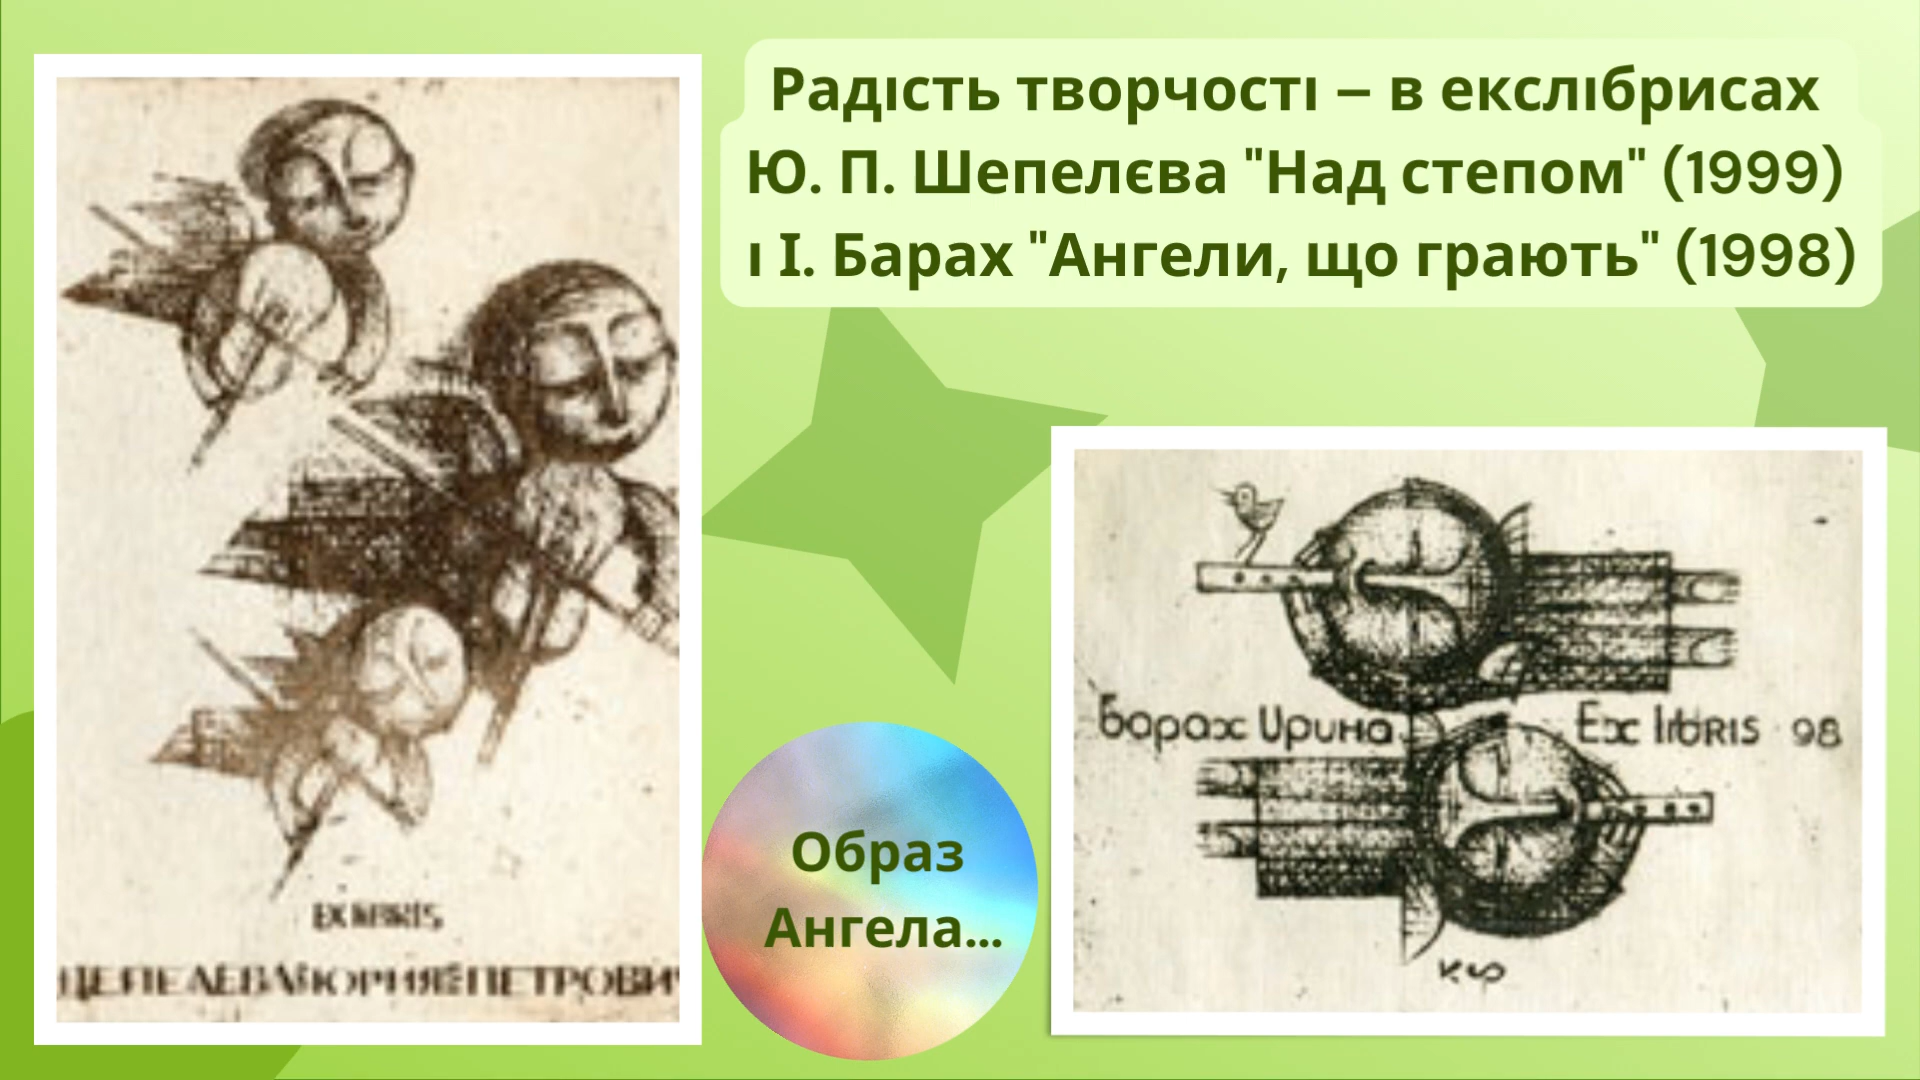 Радість творчості – в екслібрисах
Ю. П. Шепелєва "Над степом" (1999)
і І. Барах "Ангели, що грають" (1998)
EXLIBRIS
ШЕПЕЛЕВА ЮРИЯ ПЕТРОВИЧ
Образ
Ангела...
Барах Ирина Ex libris 98